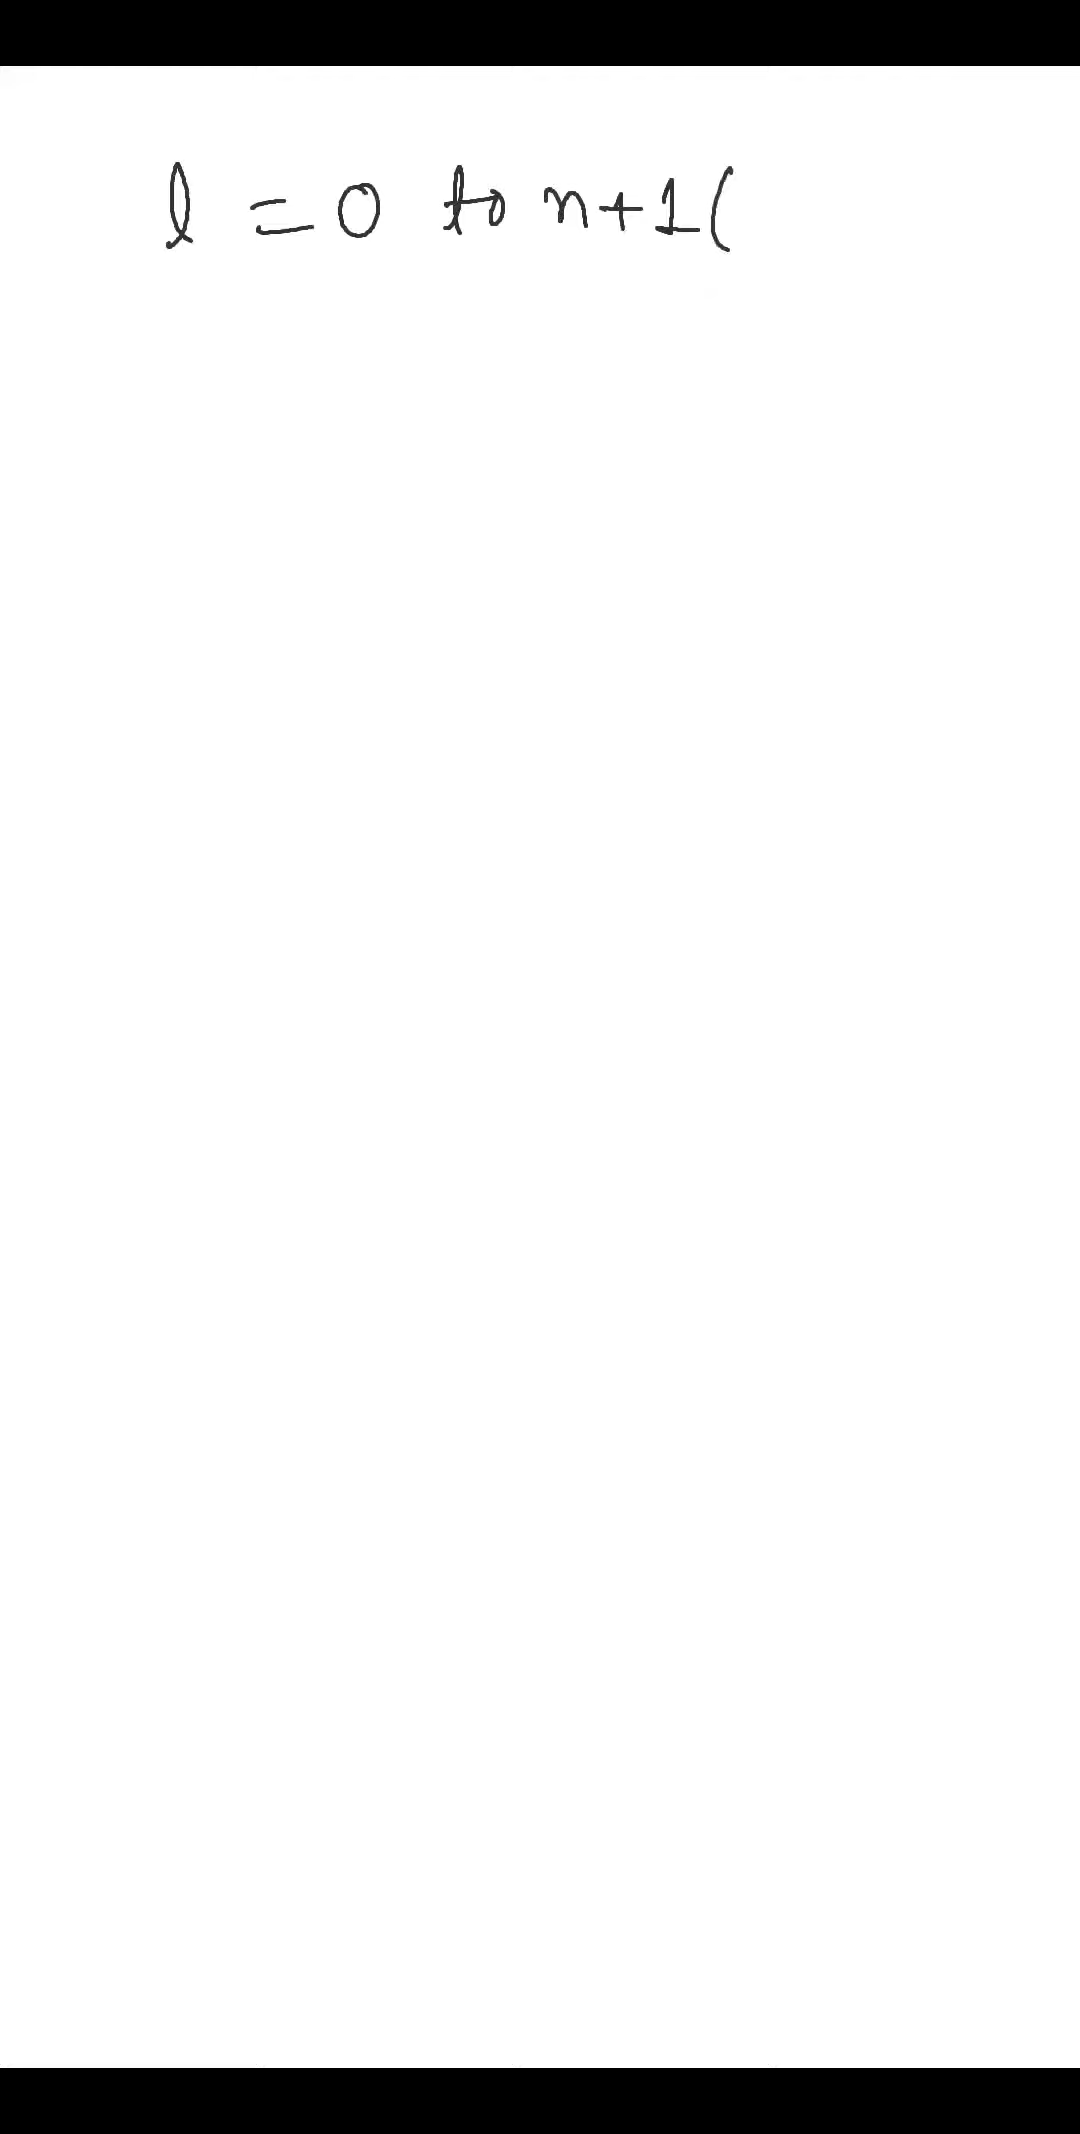 l = 0 to n+1(